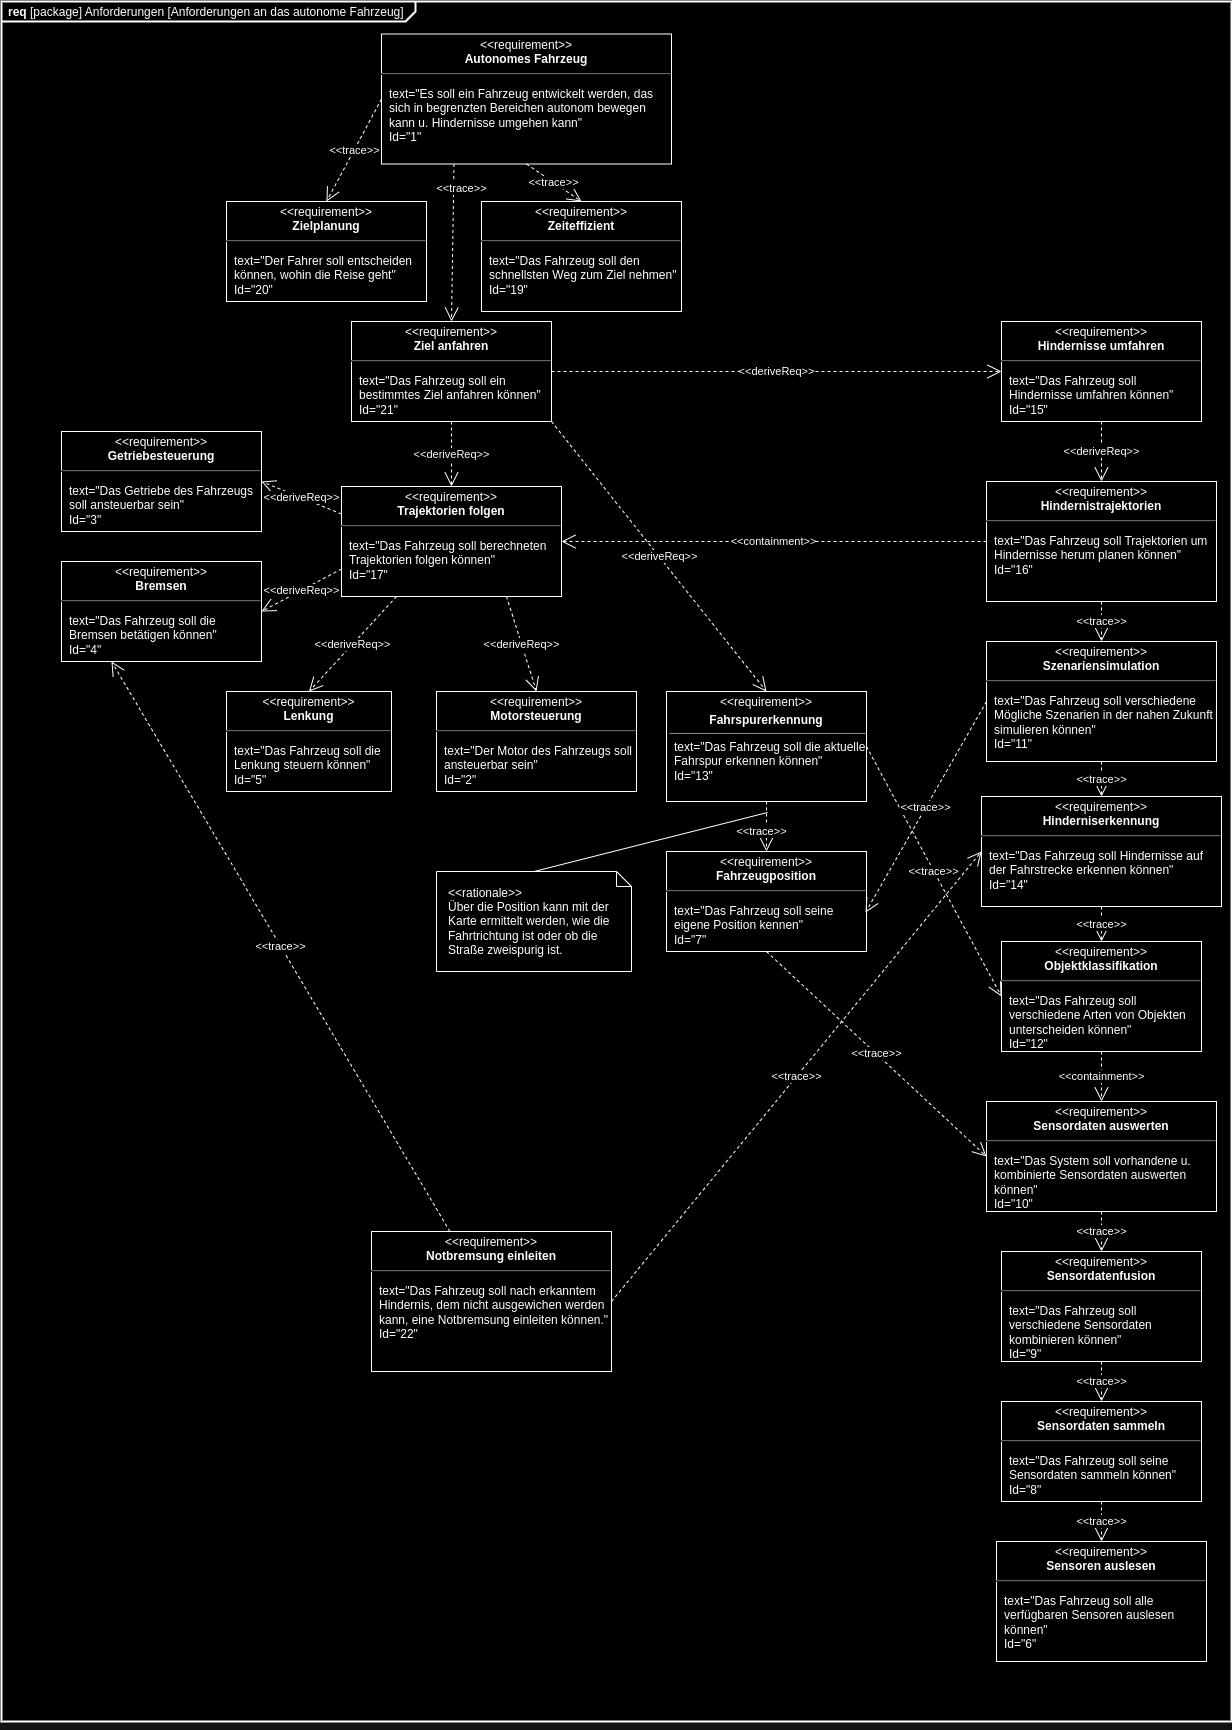 req [package] Anforderungen [Anforderungen an das autonome Fahrzeug]
<<requirement>>
Autonomes Fahrzeug
text="Es soll ein Fahrzeug entwickelt werden, das
sich in begrenzten Bereichen autonom bewegen
kann u. Hindernisse umgehen kann"
Id="1"
<<trace>>
<<trace>>
<<trace>>
<<requirement>>
Zielplanung
text="Der Fahrer soll entscheiden
können, wohin die Reise geht"
Id="20"
<<requirement>>
Zeiteffizient
text="Das Fahrzeug soll den
schnellsten Weg zum Ziel nehmen"
Id="19"
<<requirement>>
Ziel anfahren
text="Das Fahrzeug soll ein
bestimmtes Ziel anfahren können"
Id="21"
<<deriveReq>>
<<requirement>>
Hindernisse umfahren
text="Das Fahrzeug soll
Hindernisse umfahren können"
Id="15"
<<deriveReq>>
<<deriveReq>>
<<requirement>>
Getriebesteuerung
text="Das Getriebe des Fahrzeugs
soll ansteuerbar sein"
Id="3"
<<deriveReq>>
<<requirement>>
Trajektorien folgen
text="Das Fahrzeug soll berechneten
Trajektorien folgen können"
Id="17"
<<containment>>
<<deriveReq>>
<<requirement>>
Hindernistrajektorien
text="Das Fahrzeug soll Trajektorien um
Hindernisse herum planen können"
Id="16"
<<requirement>>
Bremsen
text="Das Fahrzeug soll die
Bremsen betätigen können"
Id="4"
<<deriveReq>>
<<deriveReq>>
<<deriveReq>>
<<trace>>
<<requirement>>
Szenariensimulation
text="Das Fahrzeug soll verschiedene
Mögliche Szenarien in der nahen Zukunft
simulieren können"
Id="11"
<<requirement>>
Lenkung
text="Das Fahrzeug soll die
Lenkung steuern können"
Id="5"
<<requirement>>
Motorsteuerung
text="Der Motor des Fahrzeugs soll
ansteuerbar sein"
Id="2"
<<requirement>>
Fahrspurerkennung
text="Das Fahrzeug soll die aktuelle
Fahrspur erkennen können"
Id="13"
<<trace>>
<<trace>>
<<trace>>
<<requirement>>
Hinderniserkennung
text="Das Fahrzeug soll Hindernisse auf
der Fahrstrecke erkennen können"
Id="14"
<<requirement>>
Fahrzeugposition
text="Das Fahrzeug soll seine
eigene Position kennen"
Id="7"
<<trace>>
<<rationale>>
Über die Position kann mit der
Karte ermittelt werden, wie die
Fahrtrichtung ist oder ob die
Straße zweispurig ist.
<<trace>>
<<trace>>
<<requirement>>
Objektklassifikation
text="Das Fahrzeug soll
verschiedene Arten von Objekten
unterscheiden können"
Id="12"
<<trace>>
<<trace>>
<<containment>>
<<requirement>>
Sensordaten auswerten
text="Das System soll vorhandene u.
kombinierte Sensordaten auswerten
können"
Id="10"
<<trace>>
<<requirement>>
Notbremsung einleiten
text="Das Fahrzeug soll nach erkanntem
Hindernis, dem nicht ausgewichen werden
kann, eine Notbremsung einleiten können."
Id="22"
<<requirement>>
Sensordatenfusion
text="Das Fahrzeug soll
verschiedene Sensordaten
kombinieren können"
Id="9"
<<trace>>
<<requirement>>
Sensordaten sammeln
text="Das Fahrzeug soll seine
Sensordaten sammeln können"
Id="8"
<<trace>>
<<requirement>>
Sensoren auslesen
text="Das Fahrzeug soll alle
verfügbaren Sensoren auslesen
können"
Id="6"